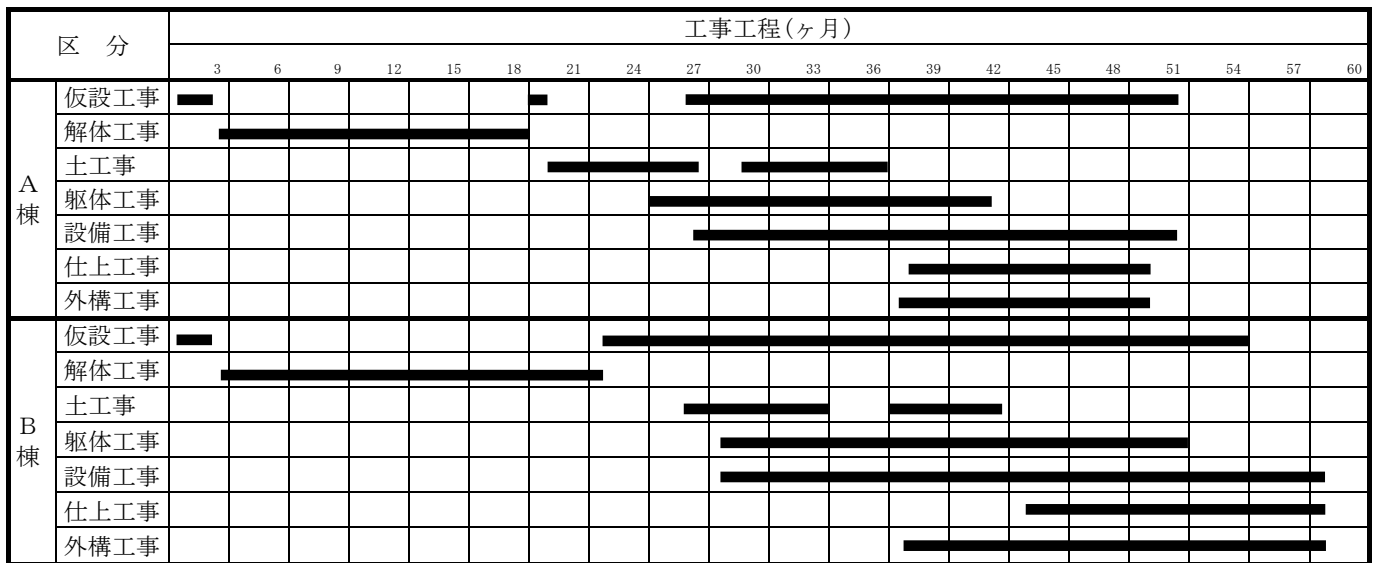 区 分
工事工程(ヶ月)
3 6 9 12 15 18 21 24 27 30 33 36 39 42 45 48 51 54 57 60
A棟
仮設工事
解体工事
土工事
躯体工事
設備工事
仕上工事
外構工事
B棟
仮設工事
解体工事
土工事
躯体工事
設備工事
仕上工事
外構工事